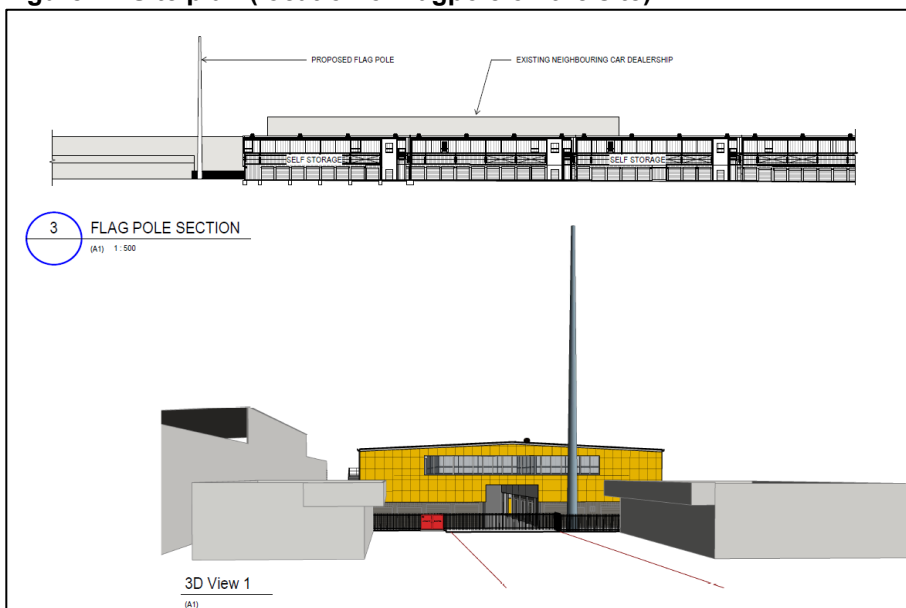 PROPOSED FLAG POLE
EXISTING NEIGHBOURING CAR DEALERSHIP
SELF STORAGE
SELF STORAGE
3
FLAG POLE SECTION
(A1) 1 : 500
3D View 1
(A1)